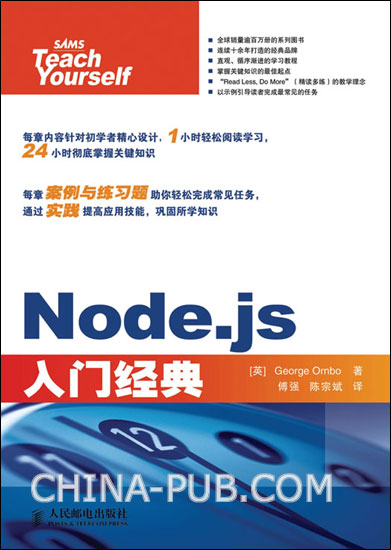 SAMS
Teach
Yourself
■ 全球销量逾百万册的系列图书
■ 连续十余年打造的经典品牌
■ 直观、循序渐进的学习教程
■ 掌握关键知识的最佳起点
■ “Read Less, Do More”(精读多练)的教学理念
■ 以示例引导读者完成最常见的任务
每章内容针对初学者精心设计,1小时轻松阅读学习,
24小时彻底掌握关键知识
每章案例与练习题助你轻松完成常见任务,
通过实践提高应用技能,巩固所学知识
Node.js
入门经典
[英] George Ornbo 著
傅强 陈宗斌 译
11 12 1
CHINA-PUB.COM
人民邮电出版社
POSTS & TELECOM PRESS